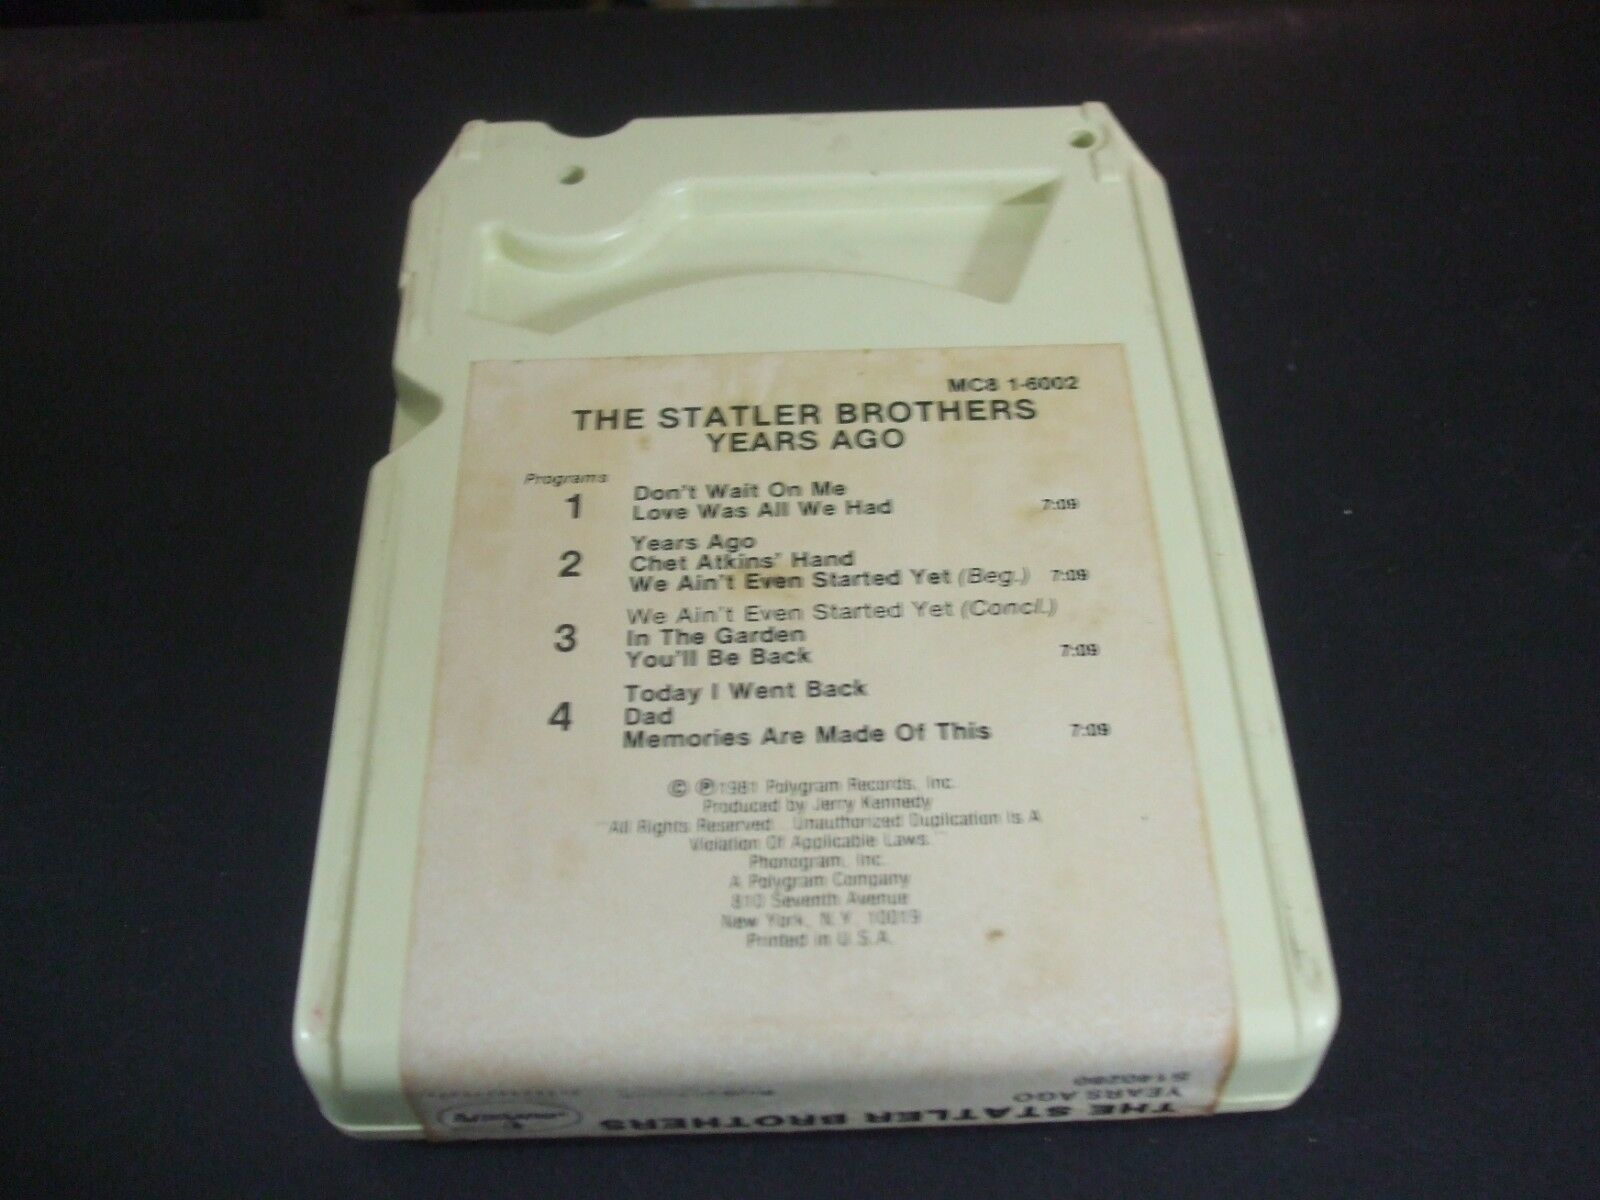 MC8 1-6002
THE STATLER BROTHERS
YEARS AGO
Programs
1 Don't Wait On Me
Love Was All We Had 7:09
2 Years Ago
Chet Atkins' Hand
We Ain't Even Started Yet (Beg.) 7:09
3 We Ain't Even Started Yet (Concl.)
In The Garden
You'll Be Back 7:09
4 Today I Went Back
Dad
Memories Are Made Of This 7:09
© ℗ 1981 Polygram Records, Inc.
Produced by Jerry Kennedy
"All Rights Reserved. Unauthorized Duplication Is A
Violation Of Applicable Laws."
Phonogram, Inc.
A Polygram Company
810 Seventh Avenue
New York, N.Y. 10019
Printed in U.S.A.
THE STATLER BROTHERS
YEARS AGO